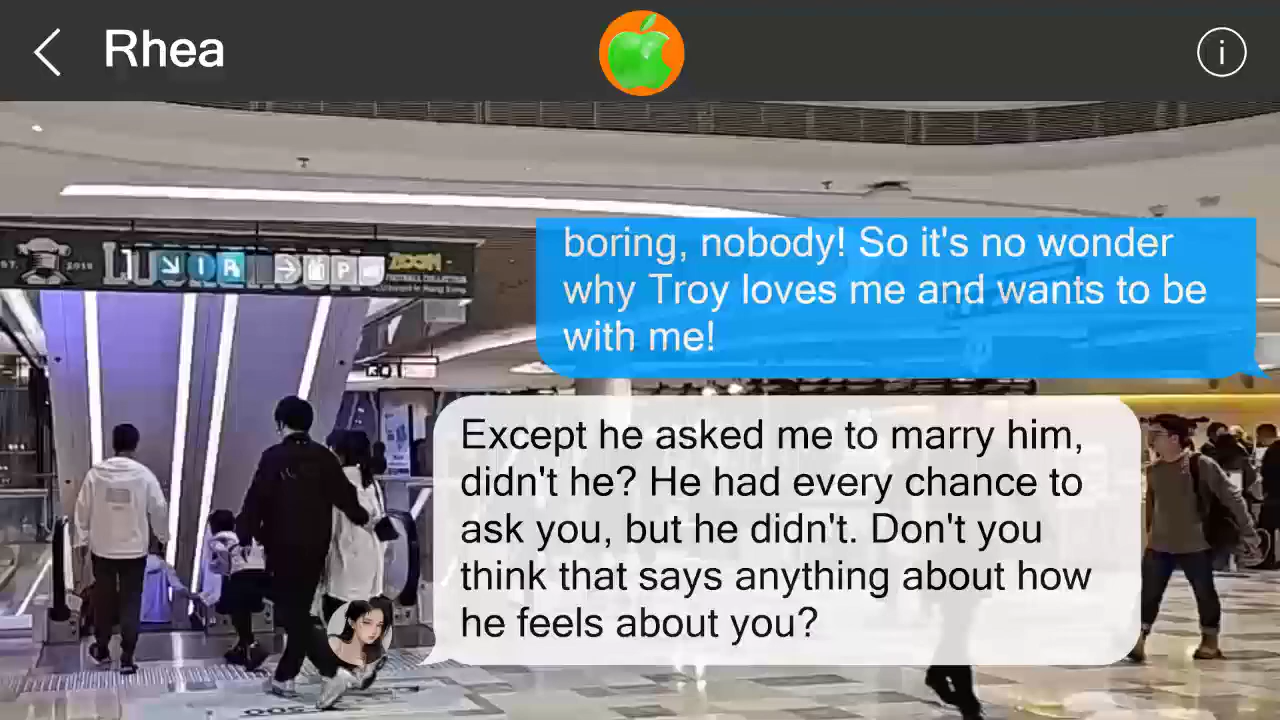 Rhea
i
boring, nobody! So it's no wonder
why Troy loves me and wants to be
with me!
Except he asked me to marry him,
didn't he? He had every chance to
ask you, but he didn't. Don't you
think that says anything about how
he feels about you?
2019
P
ZOOM